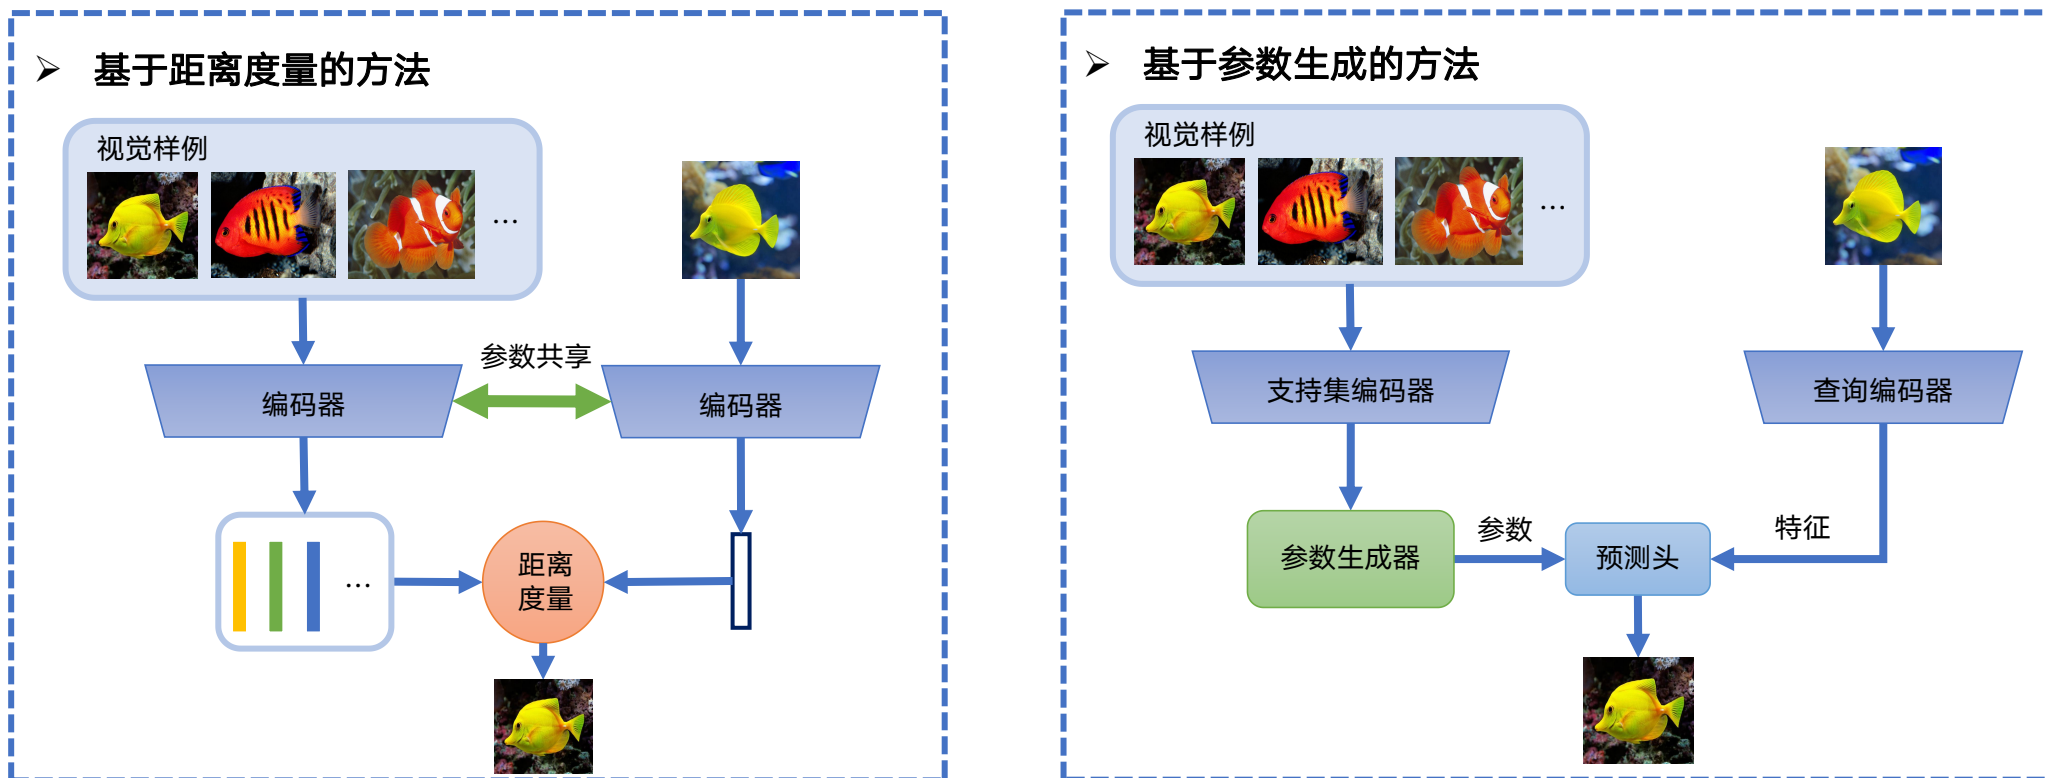 基于距离度量的方法
视觉样例
...
参数共享
编码器
编码器
...
距离
度量
基于参数生成的方法
视觉样例
...
支持集编码器
查询编码器
参数生成器
参数
预测头
特征